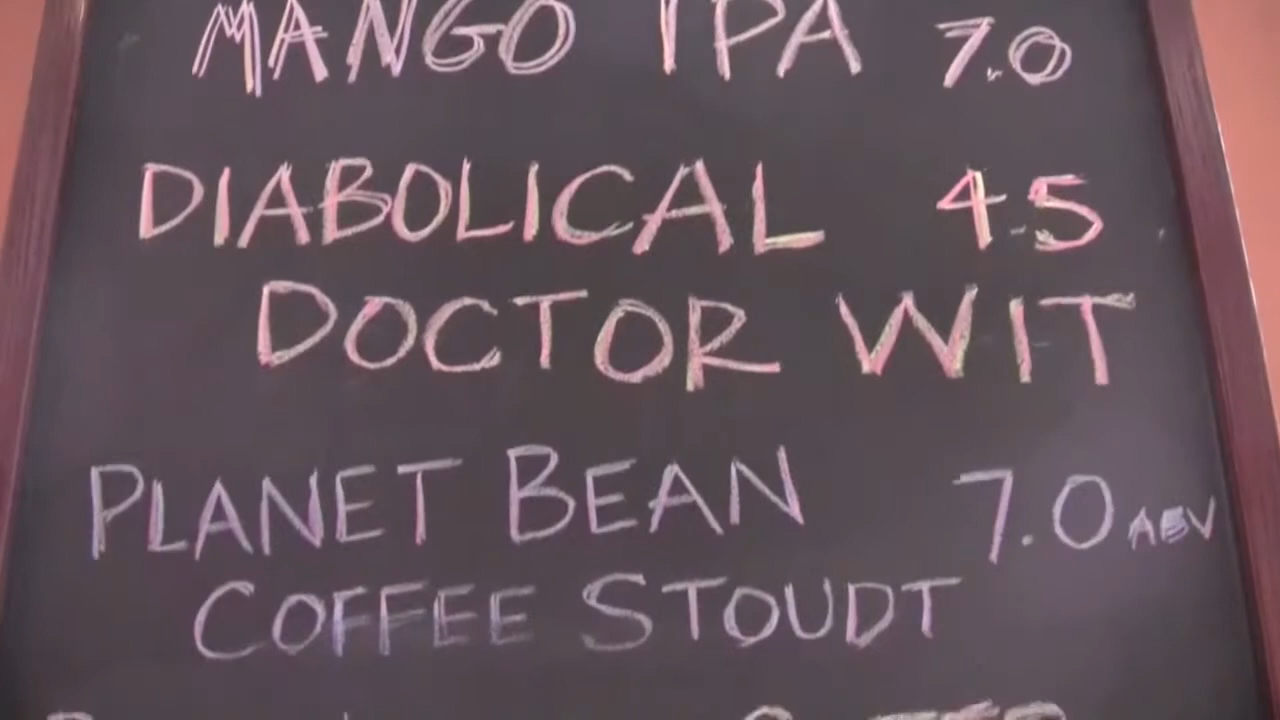 MANGO IPA 7.0
DIABOLICAL 4.5
DOCTOR WIT
PLANET BEAN 7.0 ABV
COFFEE STOUDT